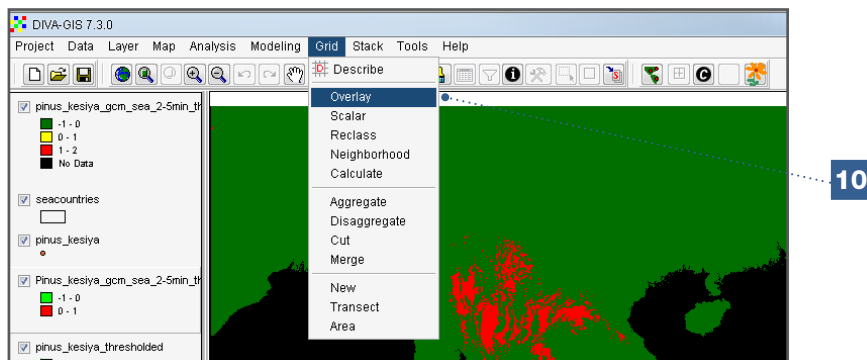 DIVA-GIS 7.3.0
Project Data Layer Map Analysis Modeling Grid Stack Tools Help
Describe
Overlay
Scalar
Reclass
Neighborhood
Calculate
Aggregate
Disaggregate
Cut
Merge
New
Transect
Area
pinus_kesiya_gcm_sea_2-5min_th
-1 - 0
0 - 1
1 - 2
No Data
seacountries
pinus_kesiya
Pinus_kesiya_gcm_sea_2-5min_th
-1 - 0
0 - 1
pinus_kesiya_thresholded
10